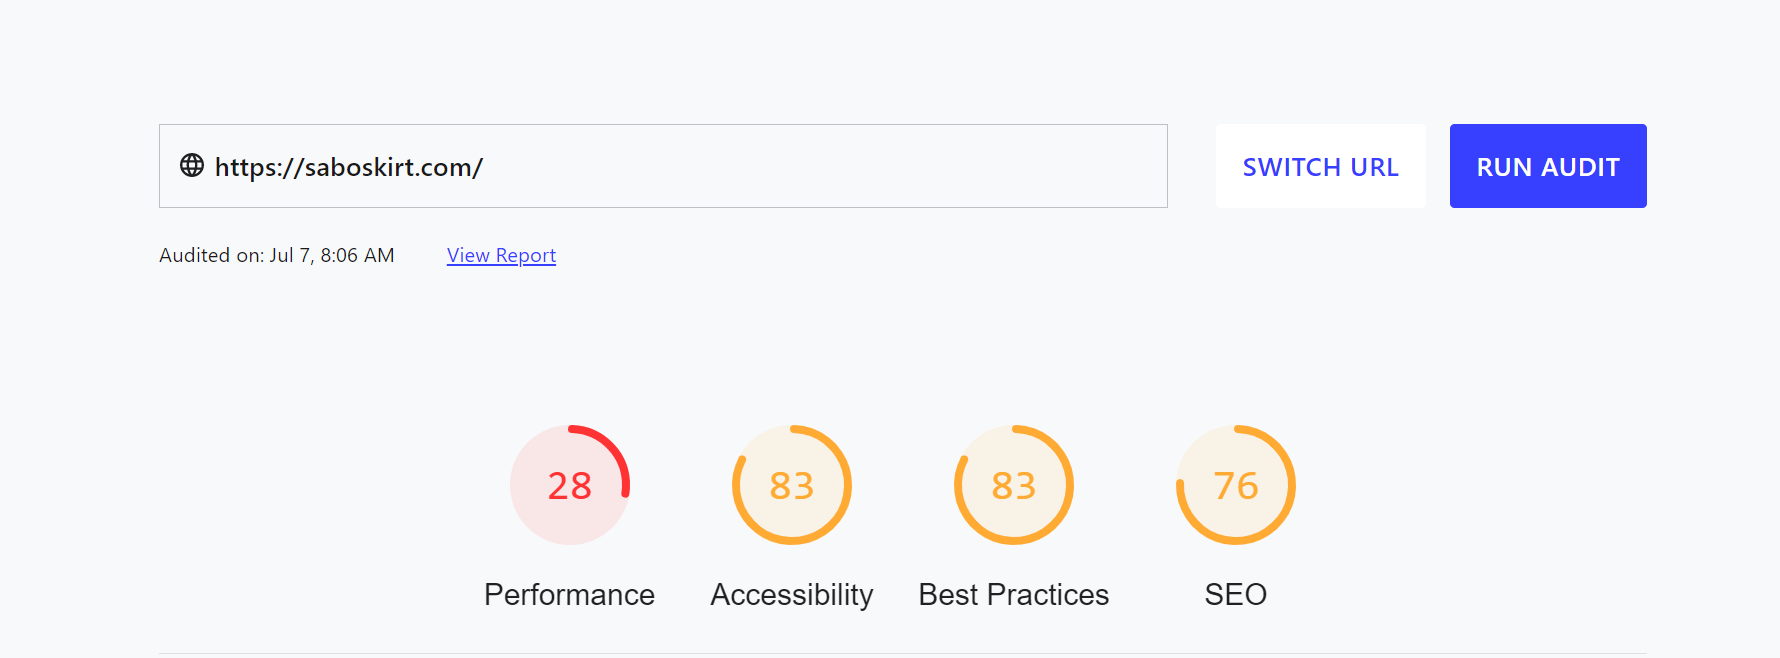 https://saboskirt.com/
SWITCH URL
RUN AUDIT
Audited on: Jul 7, 8:06 AM
View Report
28
83
83
76
Performance
Accessibility
Best Practices
SEO